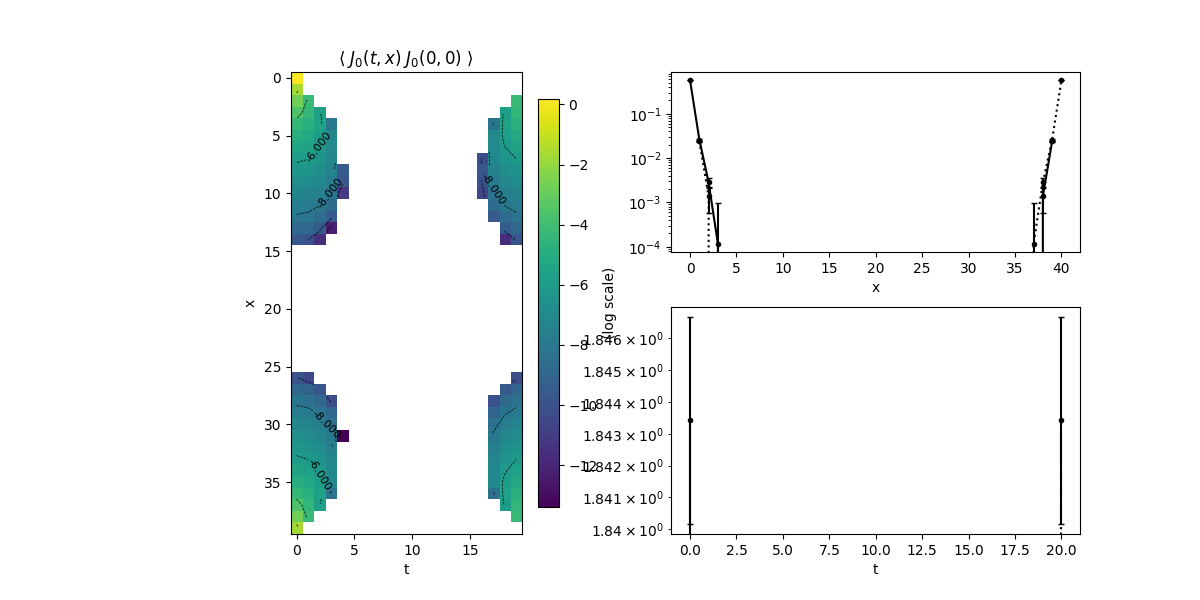 ⟨ J₀(t, x) J₀(0, 0) ⟩
0
5
10
15
20
25
30
35
x
0
5
10
15
t
-6.000
-8.000
-8.000
-8.000
-6.000
0
−2
−4
−6
−8
−10
−12
(log scale)
10⁻¹
10⁻²
10⁻³
10⁻⁴
0 5 10 15 20 25 30 35 40
x
1.846 × 10⁰
1.845 × 10⁰
1.844 × 10⁰
1.843 × 10⁰
1.842 × 10⁰
1.841 × 10⁰
1.84 × 10⁰
0.0 2.5 5.0 7.5 10.0 12.5 15.0 17.5 20.0
t